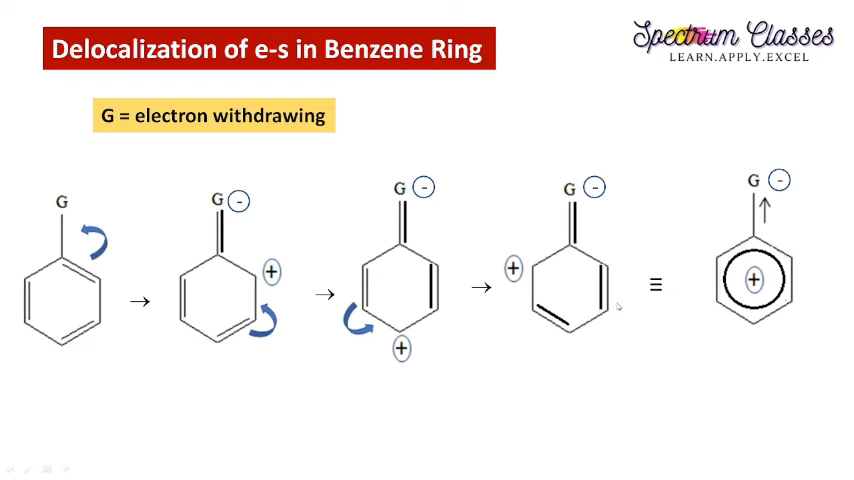 Delocalization of e-s in Benzene Ring
Spectrum Classes
LEARN.APPLY.EXCEL
G = electron withdrawing
G
G -
+
G -
+
G -
+
≡
G -
+